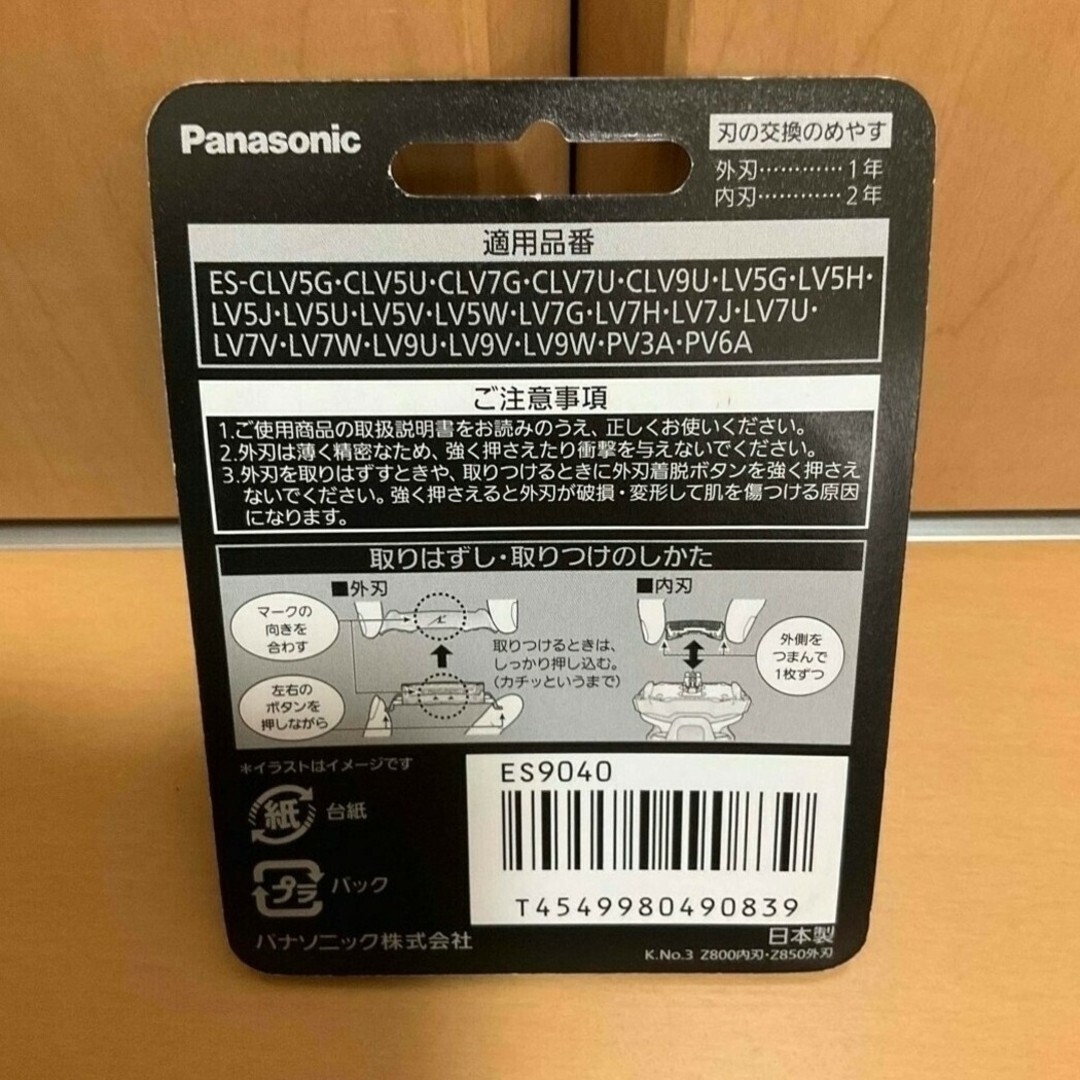 Panasonic
刃の交換のめやす
外刃…………1年
内刃…………2年
適用品番
ES-CLV5G・CLV5U・CLV7G・CLV7U・CLV9U・LV5G・LV5H・
LV5J・LV5U・LV5V・LV5W・LV7G・LV7H・LV7J・LV7U・
LV7V・LV7W・LV9U・LV9V・LV9W・PV3A・PV6A
ご注意事項
1.ご使用商品の取扱説明書をお読みのうえ、正しくお使いください。
2.外刃は薄く精密なため、強く押さえたり衝撃を与えないでください。
3.外刃を取りはずすときや、取りつけるときに外刃着脱ボタンを強く押さえ
ないでください。強く押さえると外刃が破損・変形して肌を傷つける原因
になります。
取りはずし・取りつけのしかた
■外刃
マークの
向きを
合わす
取りつけるときは、
しっかり押し込む。
(カチッというまで)
左右の
ボタンを
押しながら
■内刃
外側を
つまんで
1枚ずつ
*イラストはイメージです
紙 台紙
プラ パック
パナソニック株式会社
ES9040
T4549980490839
日本製
K.No.3 Z800内刃・Z850外刃